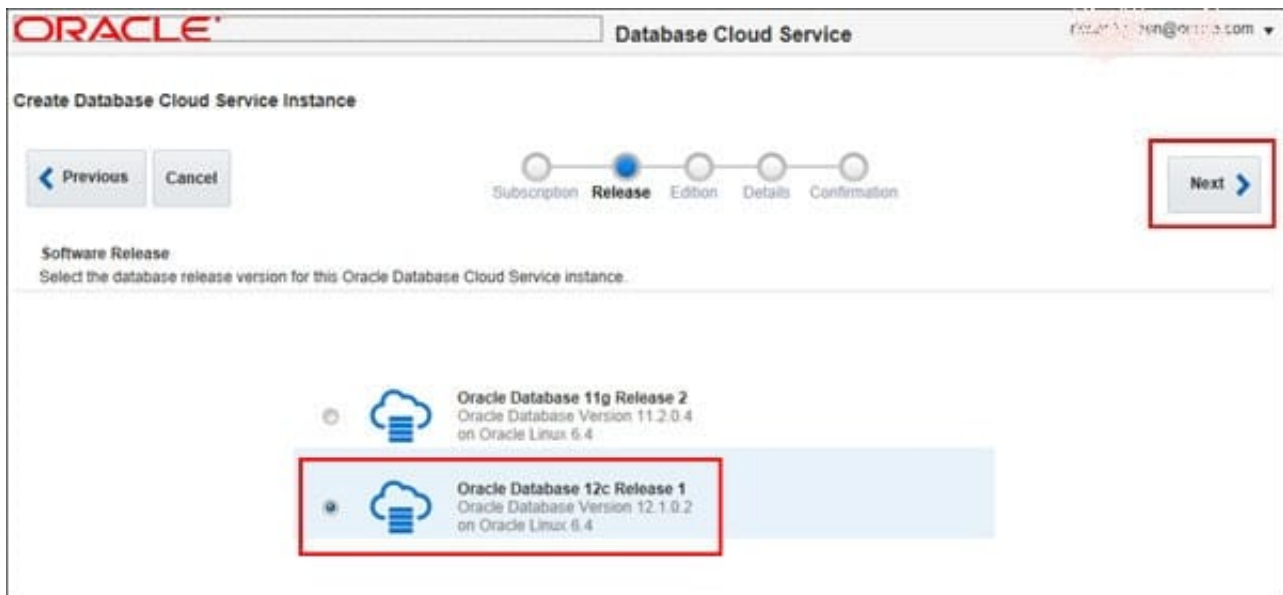 ORACLE
Database Cloud Service
Create Database Cloud Service Instance
Previous
Cancel
Subscription Release Edition Details Confirmation
Next
Software Release
Select the database release version for this Oracle Database Cloud Service instance.
Oracle Database 11g Release 2
Oracle Database Version 11.2.0.4
on Oracle Linux 6.4
Oracle Database 12c Release 1
Oracle Database Version 12.1.0.2
on Oracle Linux 6.4